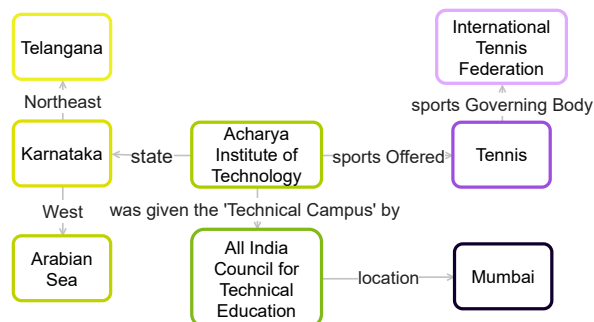 Telangana
International
Tennis
Federation
Northeast
sports Governing Body
Karnataka
state
Acharya
Institute of
Technology
sports Offered
Tennis
West
was given the 'Technical Campus' by
Arabian
Sea
All India
Council for
Technical
Education
location
Mumbai